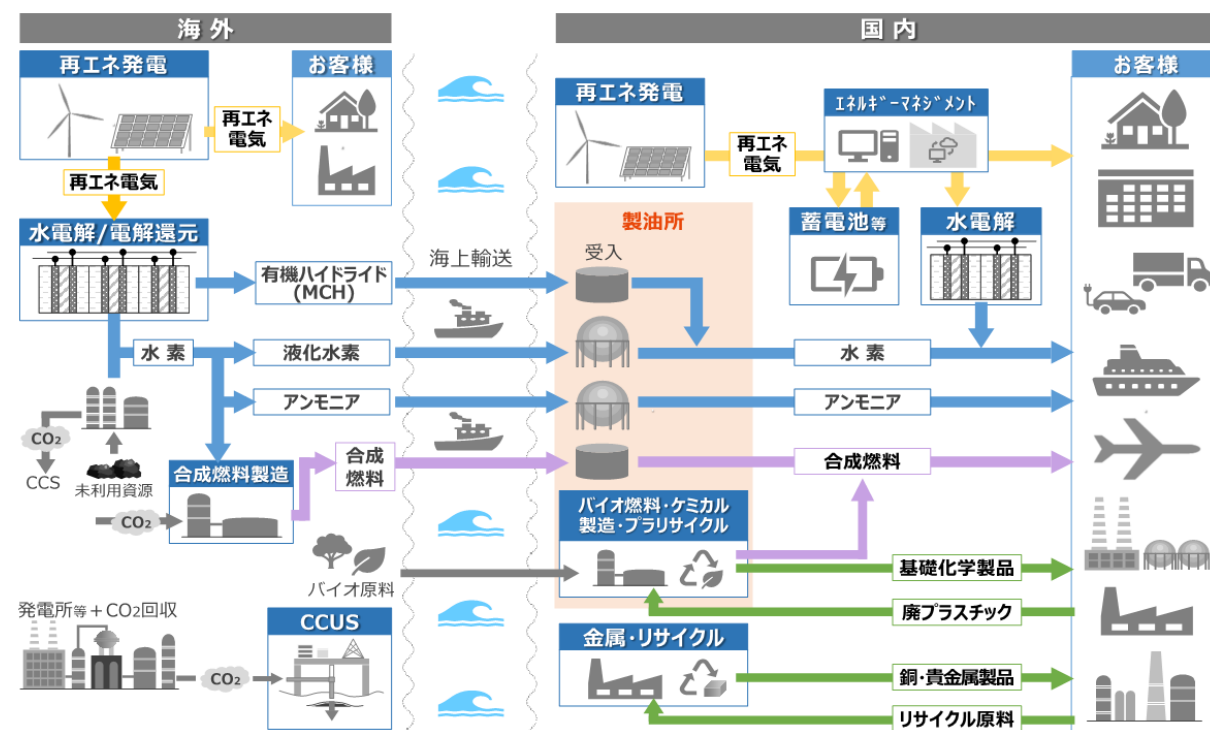 海外
国内
再エネ発電
お客様
再エネ
電気
再エネ電気
水電解/電解還元
有機ハイドライド
(MCH)
水素
液化水素
アンモニア
CO2
CCS
未利用資源
合成燃料製造
CO2
合成
燃料
バイオ原料
発電所等+CO2回収
CO2
CCUS
海上輸送
再エネ発電
再エネ
電気
ｴﾈﾙｷﾞｰﾏﾈｼﾞﾒﾝﾄ
お客様
蓄電池等
水電解
製油所
受入
水素
アンモニア
合成燃料
バイオ燃料・ケミカル
製造・プラリサイクル
基礎化学製品
廃プラスチック
金属・リサイクル
銅・貴金属製品
リサイクル原料